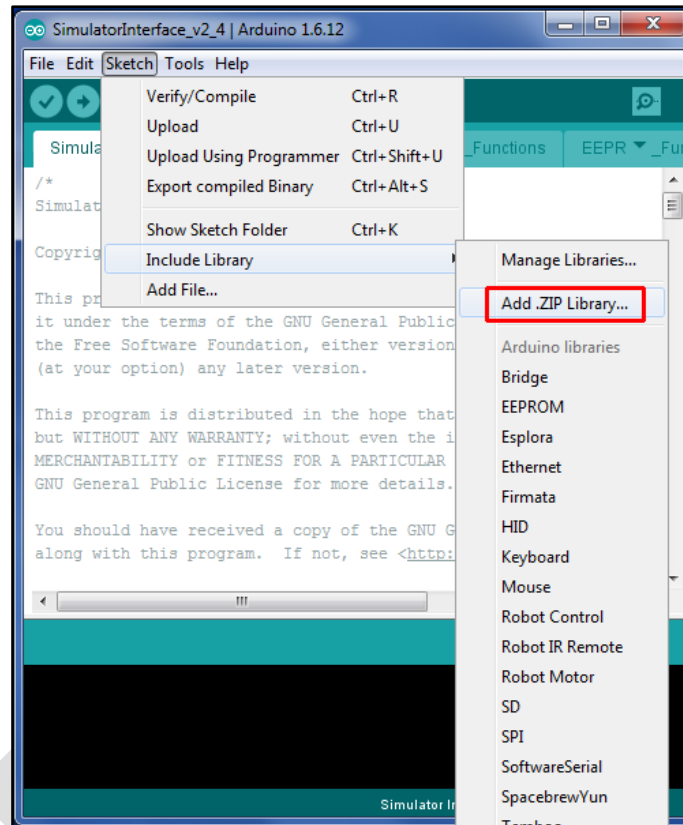 SimulatorInterface_v2_4 | Arduino 1.6.12
File Edit Sketch Tools Help
Verify/Compile Ctrl+R
Upload Ctrl+U
Upload Using Programmer Ctrl+Shift+U
Export compiled Binary Ctrl+Alt+S
Show Sketch Folder Ctrl+K
Include Library
Add File...
Simula _Functions EEPR _Fu
/*
Simulat
Copyrig
This pr
it under the terms of the GNU General Public
the Free Software Foundation, either version
(at your option) any later version.
This program is distributed in the hope that
but WITHOUT ANY WARRANTY; without even the i
MERCHANTABILITY or FITNESS FOR A PARTICULAR
GNU General Public License for more details.
You should have received a copy of the GNU G
along with this program. If not, see <http:
Manage Libraries...
Add .ZIP Library...
Arduino libraries
Bridge
EEPROM
Esplora
Ethernet
Firmata
HID
Keyboard
Mouse
Robot Control
Robot IR Remote
Robot Motor
SD
SPI
SoftwareSerial
SpacebrewYun
Simulator In